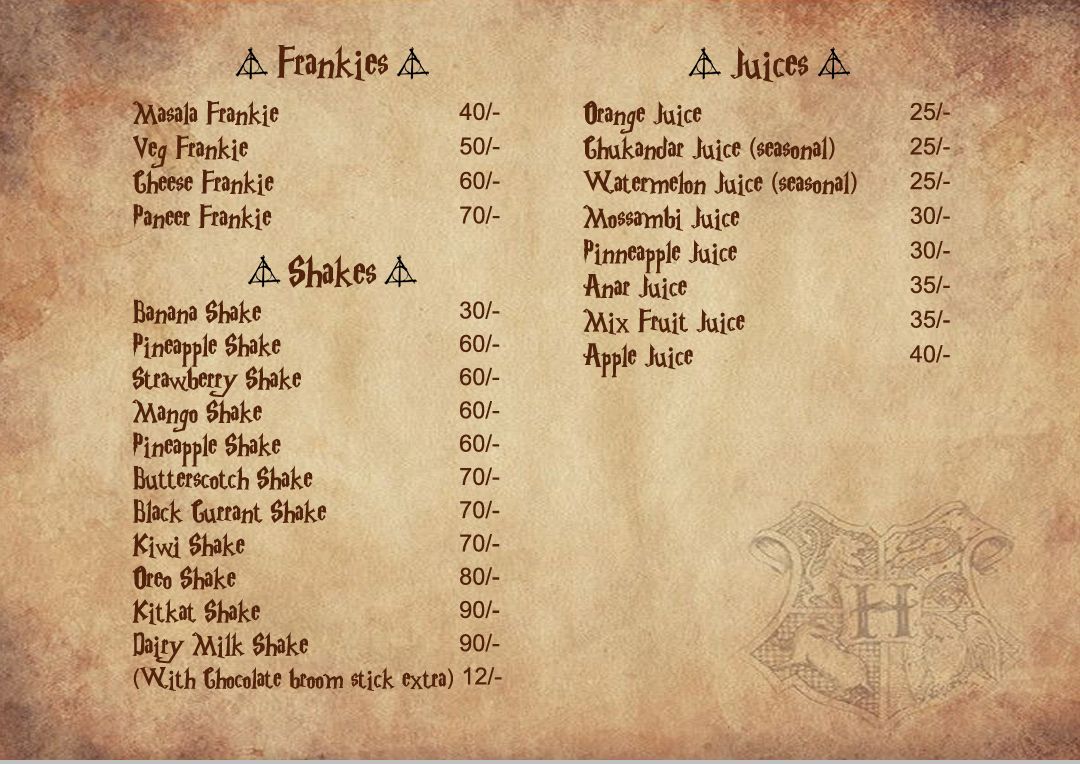 Frankies
Masala Frankie 40/-
Veg Frankie 50/-
Cheese Frankie 60/-
Paneer Frankie 70/-
Shakes
Banana Shake 30/-
Pineapple Shake 60/-
Strawberry Shake 60/-
Mango Shake 60/-
Pineapple Shake 60/-
Butterscotch Shake 70/-
Black Currant Shake 70/-
Kiwi Shake 70/-
Oreo Shake 80/-
Kitkat Shake 90/-
Dairy Milk Shake 90/-
(With Chocolate broom stick extra) 12/-
Juices
Orange Juice 25/-
Chukandar Juice (seasonal) 25/-
Watermelon Juice (seasonal) 25/-
Mossambi Juice 30/-
Pinneapple Juice 30/-
Anar Juice 35/-
Mix Fruit Juice 35/-
Apple Juice 40/-
H